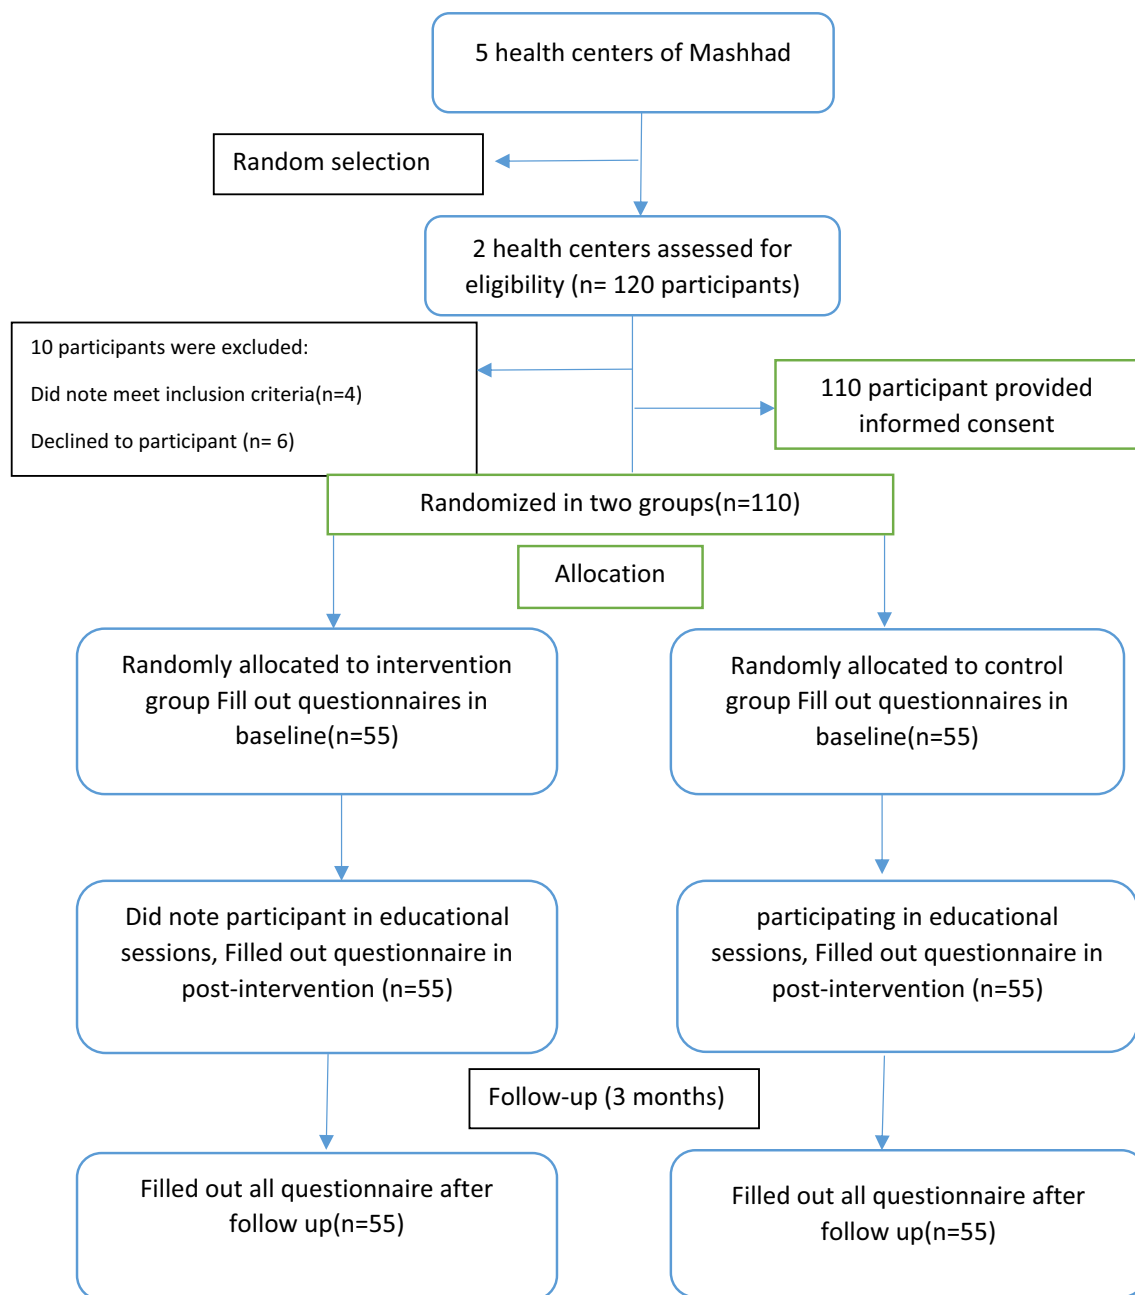 5 health centers of Mashhad
Random selection
2 health centers assessed for
eligibility (n= 120 participants)
10 participants were excluded:
Did note meet inclusion criteria(n=4)
Declined to participant (n= 6)
110 participant provided
informed consent
Randomized in two groups(n=110)
Allocation
Randomly allocated to intervention
group Fill out questionnaires in
baseline(n=55)
Randomly allocated to control
group Fill out questionnaires in
baseline(n=55)
Did note participant in educational
sessions, Filled out questionnaire in
post-intervention (n=55)
participating in educational
sessions, Filled out questionnaire in
post-intervention (n=55)
Follow-up (3 months)
Filled out all questionnaire after
follow up(n=55)
Filled out all questionnaire after
follow up(n=55)